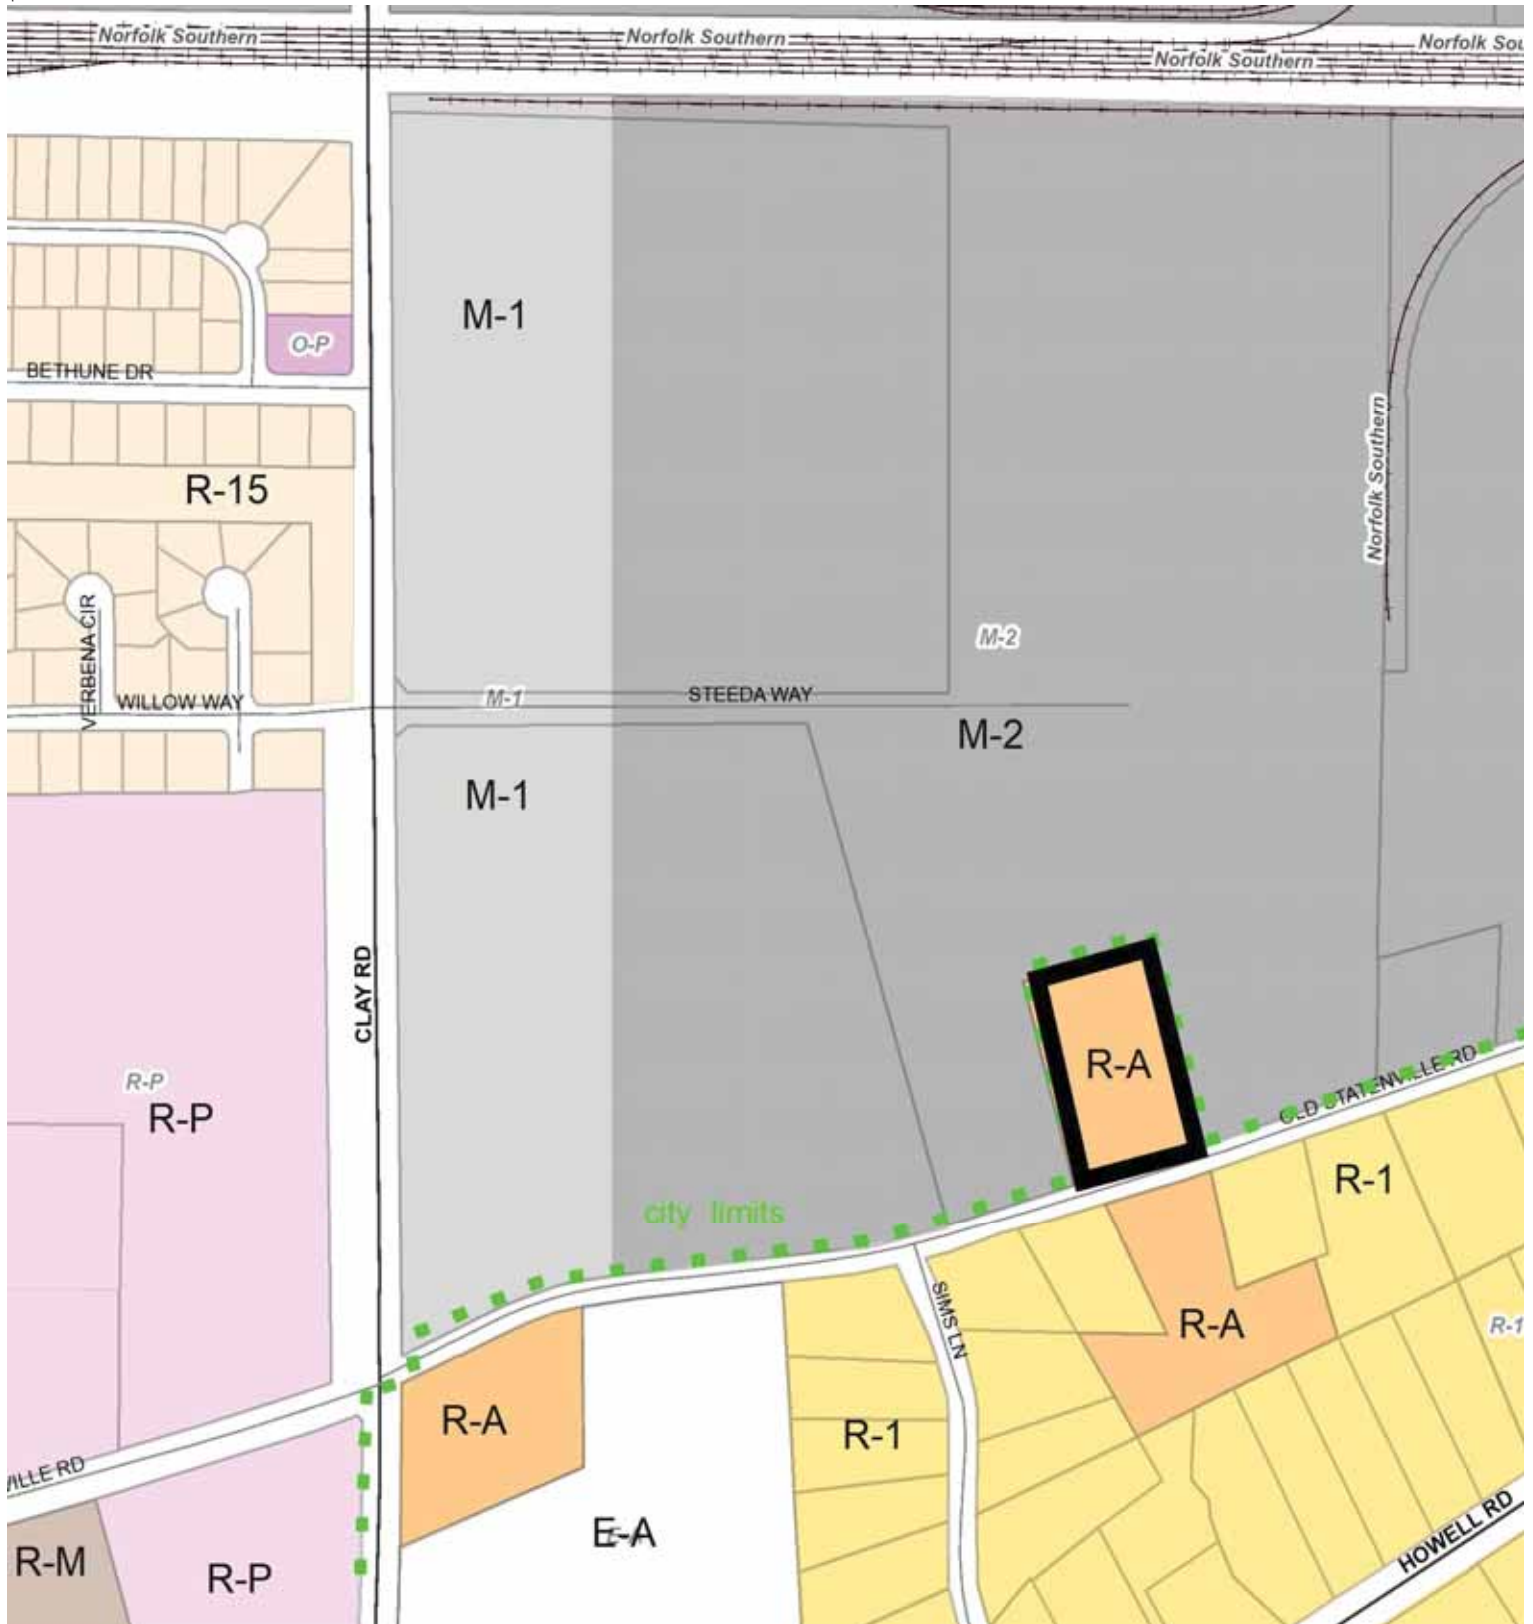 Norfolk Southern
Norfolk Southern
Norfolk Southern
Norfolk Sou
M-1
O-P
BETHUNE DR
R-15
Norfolk Southern
VERBENA CIR
WILLOW WAY
M-1
STEEDA WAY
M-2
M-2
M-1
CLAY RD
R-A
R-P
R-P
OLD STATENVILLE RD
R-1
city limits
SIMS LN
R-A
R-1
R-A
R-1
VILLE RD
E-A
HOWELL RD
R-M
R-P